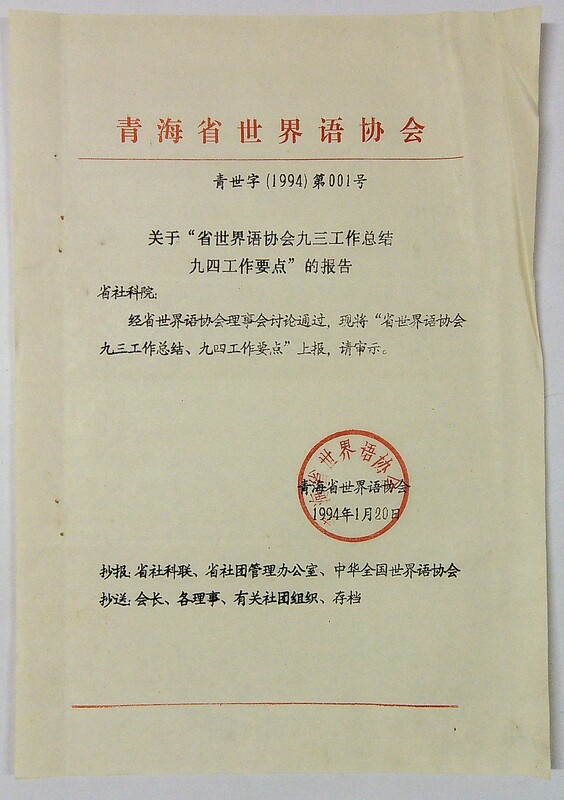 青海省世界语协会
青世字(1994)第001号
关于“省世界语协会九三工作总结
九四工作要点”的报告
省社科院:
经省世界语协会理事会讨论通过，现将“省世界语协会
九三工作总结、九四工作要点”上报，请审示。
青海省世界语协会
青海省世界语协会
1994年1月20日
抄报:省社科联、省社团管理办公室、中华全国世界语协会
抄送:会长、各理事、有关社团组织、存档